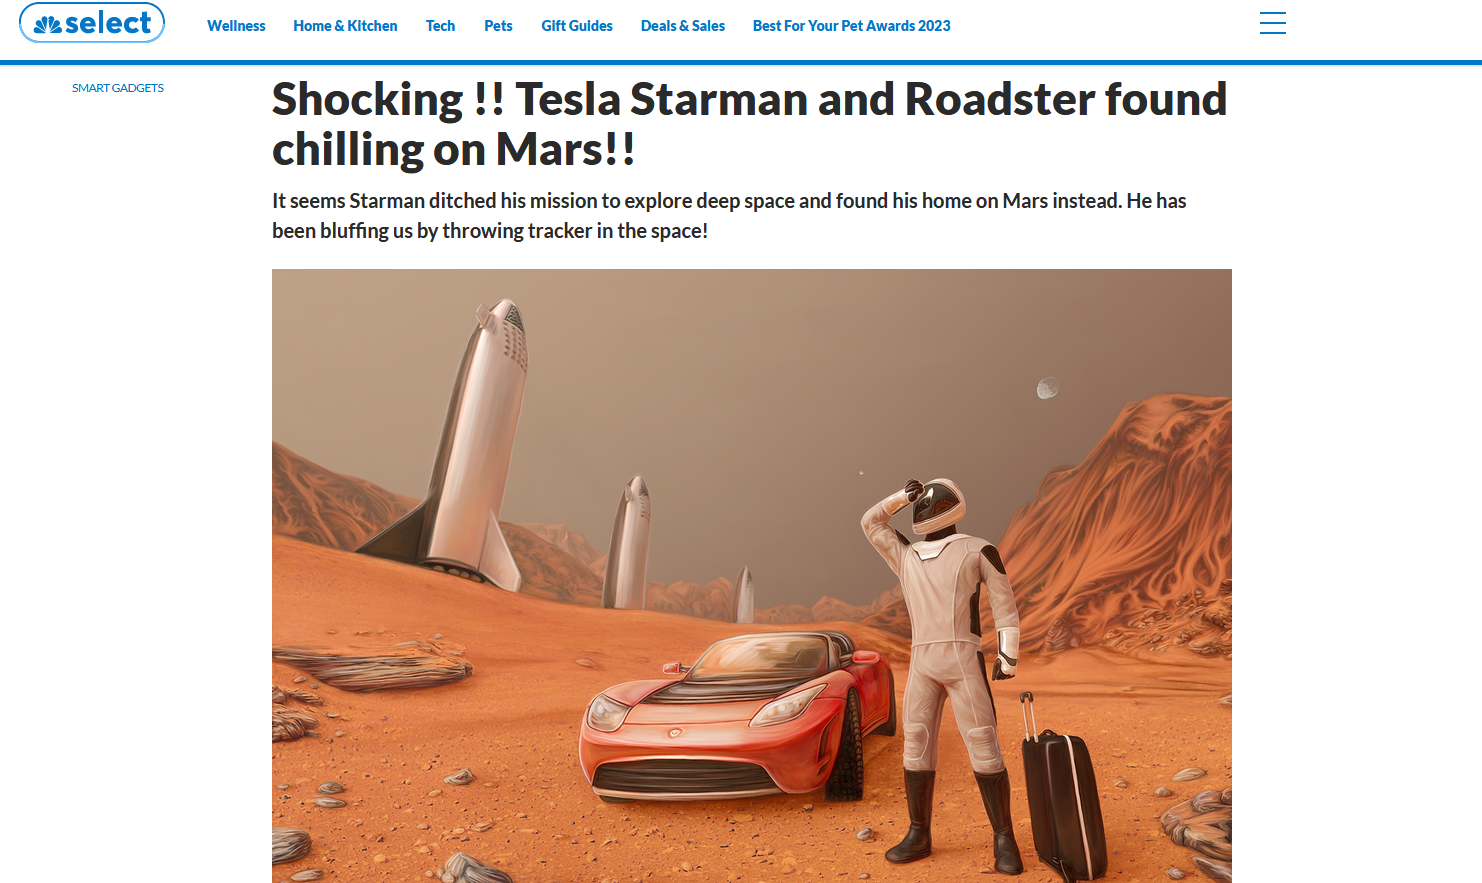 select
Wellness Home & Kitchen Tech Pets Gift Guides Deals & Sales Best For Your Pet Awards 2023
SMART GADGETS
Shocking !! Tesla Starman and Roadster found
chilling on Mars!!
It seems Starman ditched his mission to explore deep space and found his home on Mars instead. He has
been bluffing us by throwing tracker in the space!